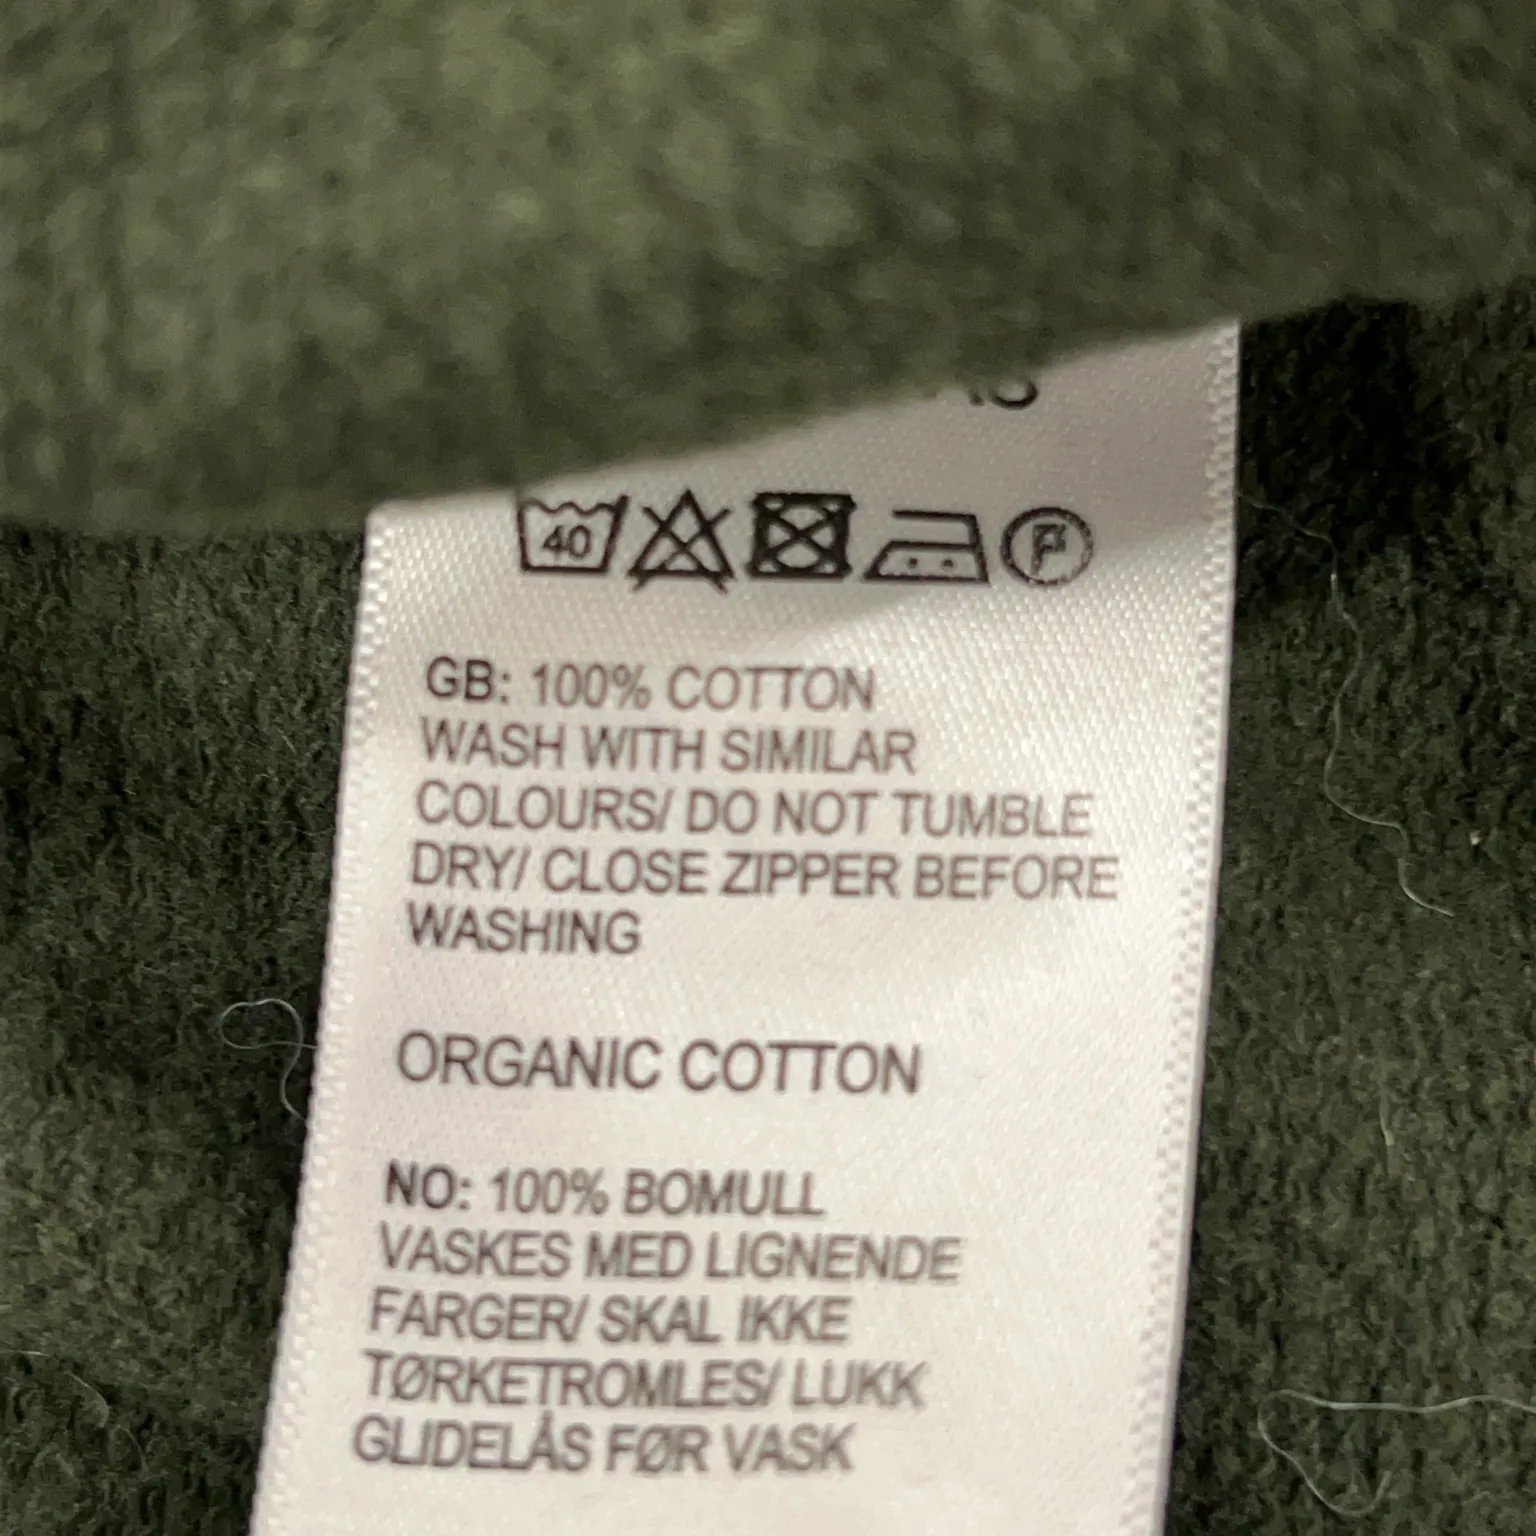 40
P
GB: 100% COTTON
WASH WITH SIMILAR
COLOURS/ DO NOT TUMBLE
DRY/ CLOSE ZIPPER BEFORE
WASHING
ORGANIC COTTON
NO: 100% BOMULL
VASKES MED LIGNENDE
FARGER/ SKAL IKKE
TØRKETROMLES/ LUKK
GLIDELÅS FØR VASK